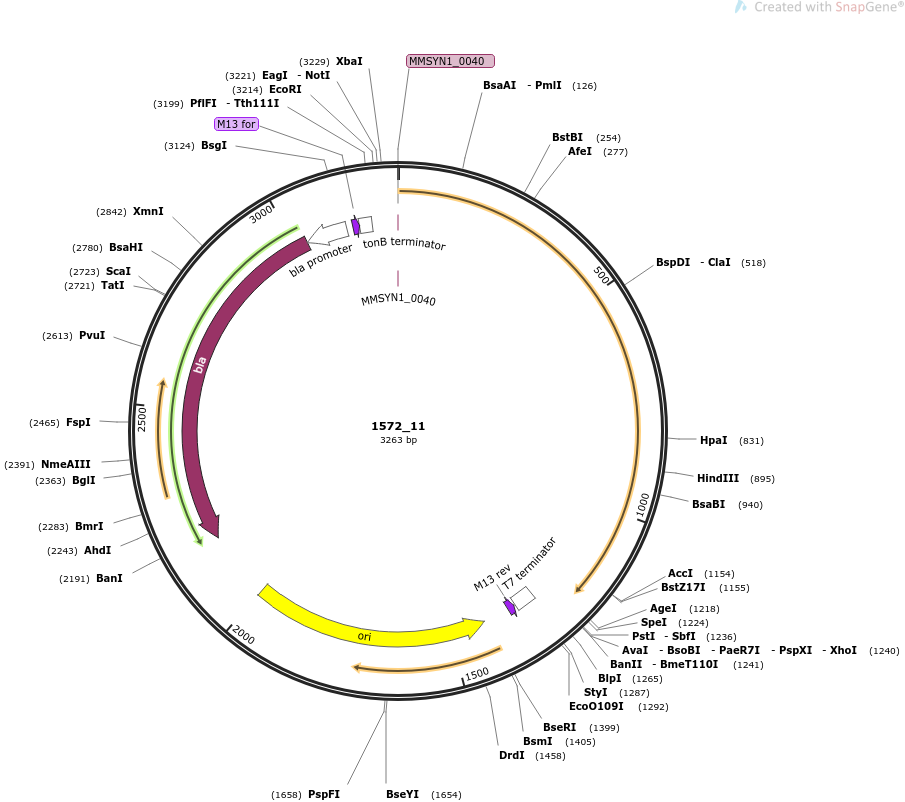 Created with SnapGene®
(3229) XbaI
MMSYN1_0040
(3221) EagI - NotI
(3214) EcoRI
(3199) PflFI - Tth111I
M13 for
(3124) BsgI
BsaAI - PmlI (126)
BstBI (254)
AfeI (277)
3000
(2842) XmnI
(2780) BsaHI
(2723) ScaI
(2721) TatI
(2613) PvuI
bla promoter
tonB terminator
MMSYN1_0040
BspDI - ClaI (518)
500
bla
2500
(2465) FspI
(2391) NmeAIII
(2363) BglI
(2283) BmrI
(2243) AhdI
(2191) BanI
1572_11
3263 bp
HpaI (831)
HindIII (895)
BsaBI (940)
1000
M13 rev
T7 terminator
AccI (1154)
BstZ17I (1155)
AgeI (1218)
SpeI (1224)
PstI - SbfI (1236)
AvaI - BsoBI - PaeR7I - PspXI - XhoI (1240)
BanII - BmeT110I (1241)
BlpI (1265)
StyI (1287)
EcoO109I (1292)
2000
ori
1500
BseRI (1399)
BsmI (1405)
DrdI (1458)
(1658) PspFI
BseYI (1654)